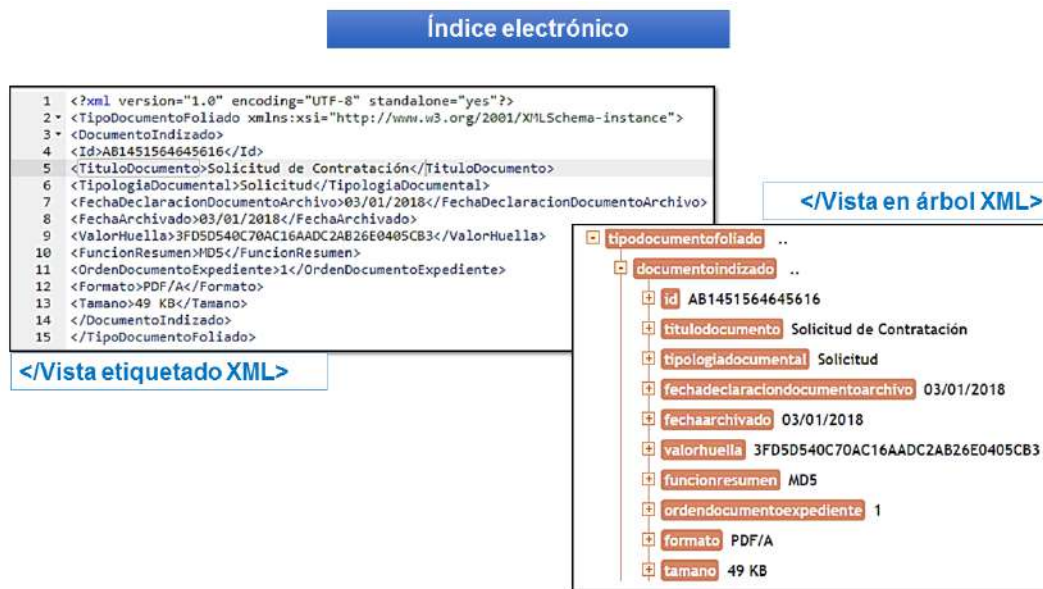 Índice electrónico
1 <?xml version="1.0" encoding="UTF-8" standalone="yes"?>
2 <TipoDocumentoFoliado xmlns:xsi="http://www.w3.org/2001/XMLSchema-instance">
3 <DocumentoIndizado>
4 <Id>AB1451564645616</Id>
5 <TituloDocumento>Solicitud de Contratación</TituloDocumento>
6 <TipologiaDocumental>Solicitud</TipologiaDocumental>
7 <FechaDeclaracionDocumentoArchivo>03/01/2018</FechaDeclaracionDocumentoArchivo>
8 <FechaArchivado>03/01/2018</FechaArchivado>
9 <ValorHuella>3FD5D540C70AC16AADC2AB26E0405CB3</ValorHuella>
10 <FuncionResumen>MD5</FuncionResumen>
11 <OrdenDocumentoExpediente>1</OrdenDocumentoExpediente>
12 <Formato>PDF/A</Formato>
13 <Tamano>49 KB</Tamano>
14 </DocumentoIndizado>
15 </TipoDocumentoFoliado>
</Vista etiquetado XML>
</Vista en árbol XML>
tipodocumentofoliado ..
documentoindizado ..
id AB1451564645616
titulodocumento Solicitud de Contratación
tipologiadocumental Solicitud
fechadeclaraciondocumentoarchivo 03/01/2018
fechaarchivado 03/01/2018
valorhuella 3FD5D540C70AC16AADC2AB26E0405CB3
funcionresumen MD5
ordendocumentoexpediente 1
formato PDF/A
tamano 49 KB